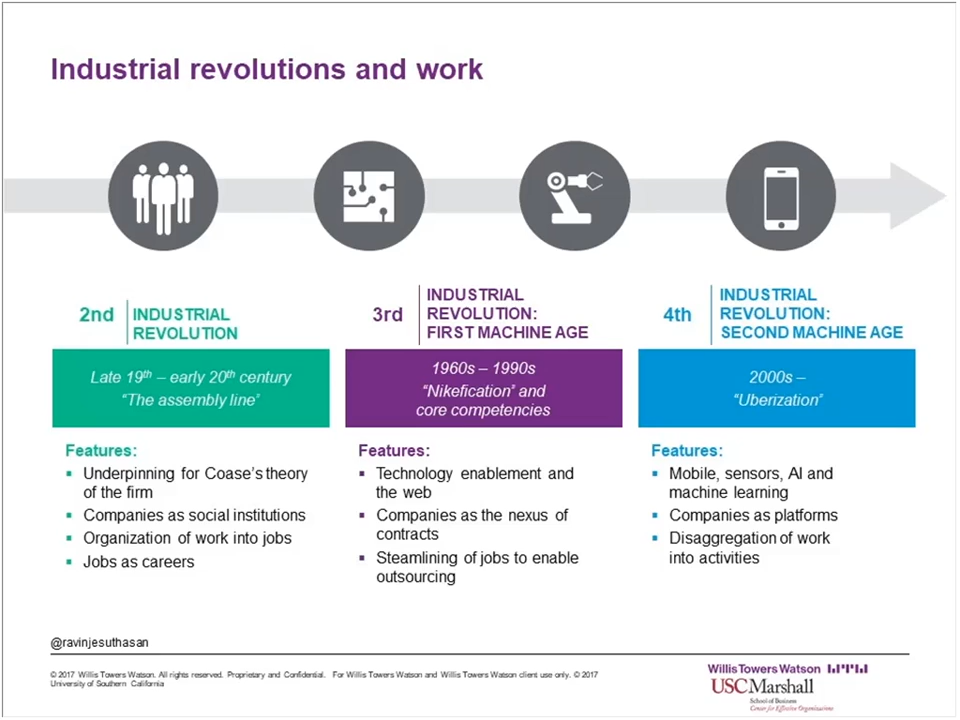 Industrial revolutions and work
2nd
INDUSTRIAL
REVOLUTION
Late 19th – early 20th century
“The assembly line”
Features:
▪ Underpinning for Coase’s theory
of the firm
▪ Companies as social institutions
▪ Organization of work into jobs
▪ Jobs as careers
3rd
INDUSTRIAL
REVOLUTION:
FIRST MACHINE AGE
1960s – 1990s
“Nikefication” and
core competencies
Features:
▪ Technology enablement and
the web
▪ Companies as the nexus of
contracts
▪ Steamlining of jobs to enable
outsourcing
4th
INDUSTRIAL
REVOLUTION:
SECOND MACHINE AGE
2000s –
“Uberization”
Features:
▪ Mobile, sensors, AI and
machine learning
▪ Companies as platforms
▪ Disaggregation of work
into activities
@ravinjesuthasan
© 2017 Willis Towers Watson. All rights reserved. Proprietary and Confidential. For Willis Towers Watson and Willis Towers Watson client use only. © 2017
University of Southern California
Willis Towers Watson
USC Marshall
School of Business
Center for Effective Organizations